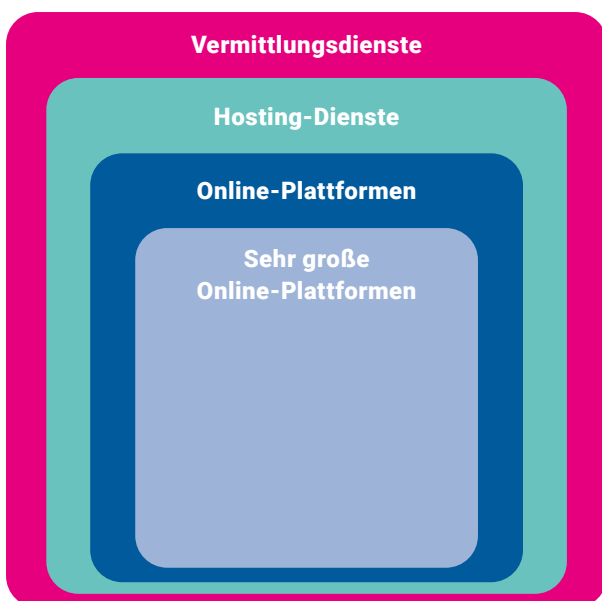 Vermittlungsdienste
Hosting-Dienste
Online-Plattformen
Sehr große
Online-Plattformen